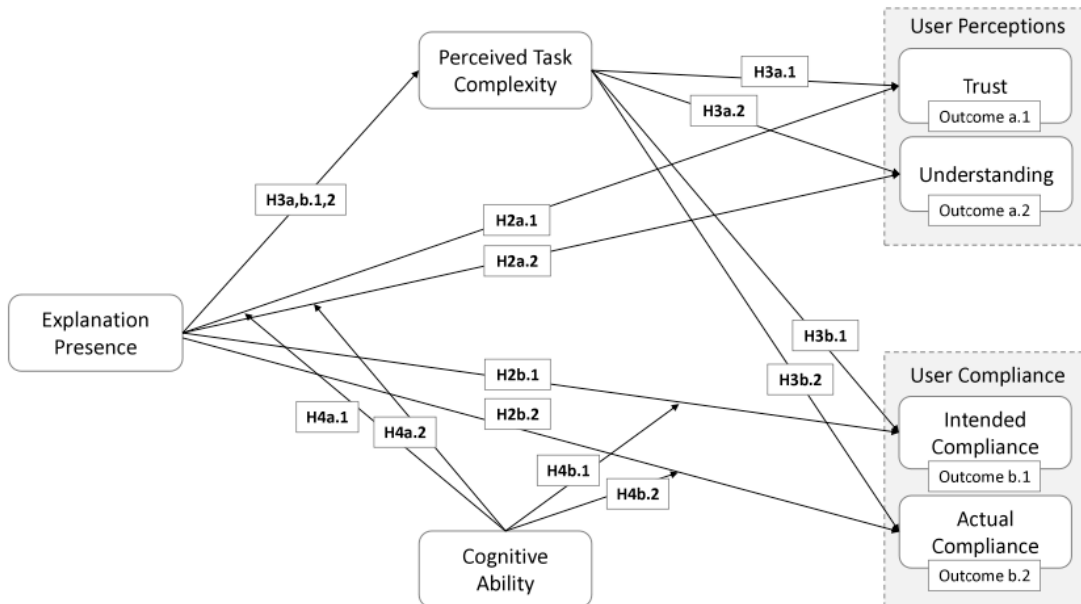 User Perceptions
Perceived Task
Complexity
H3a.1
Trust
H3a.2
Outcome a.1
Understanding
H3a,b.1,2
H2a.1
Outcome a.2
H2a.2
Explanation
Presence
H3b.1
H2b.1
H3b.2
User Compliance
H4a.1
H2b.2
Intended
Compliance
H4a.2
H4b.1
Outcome b.1
H4b.2
Actual
Compliance
Cognitive
Ability
Outcome b.2